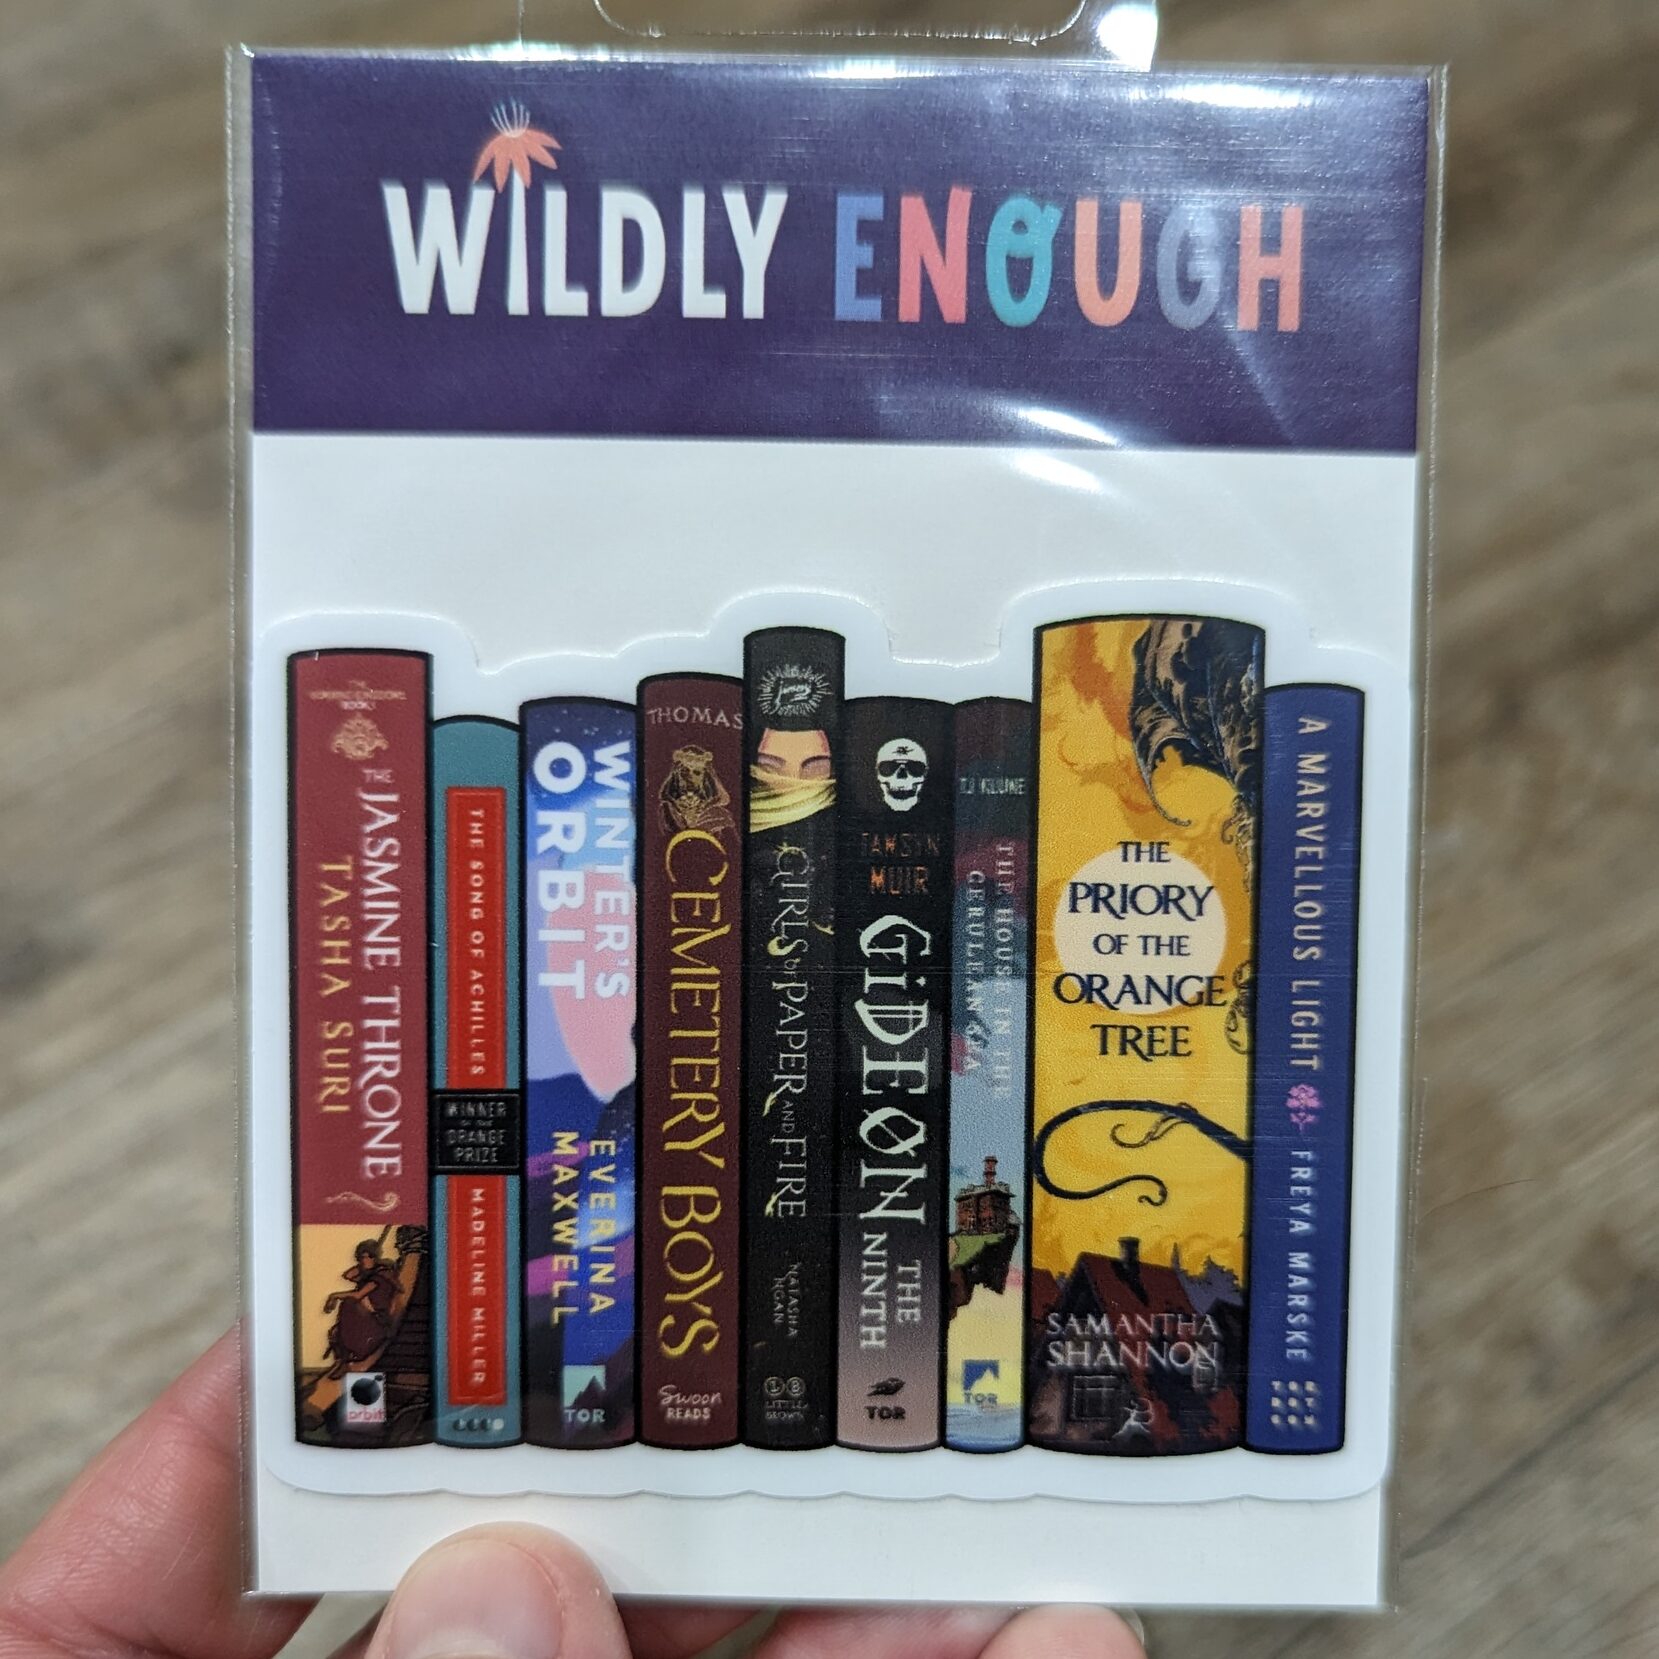 WILDLY ENOUGH
BOOK 1
THE
JASMINE THRONE
TASHA SURI
orbit
THE SONG OF ACHILLES
WINNER
OF THE
ORANGE
PRIZE
MADELINE MILLER
WINTER'S
ORBIT
EVERINA
MAXWELL
TOR
THOMAS
CEMETERY BOYS
Swoon
READS
GIRLS OF PAPER AND FIRE
NATASHA
NGAN
LITTLE
BROWN
TAMSYN
MUIR
GIDEON
THE
NINTH
TOR
TJ KLUNE
THE HOUSE IN THE
CERULEAN SEA
TOR
THE
PRIORY
OF THE
ORANGE
TREE
SAMANTHA
SHANNON
A MARVELLOUS LIGHT
FREYA MARSKE